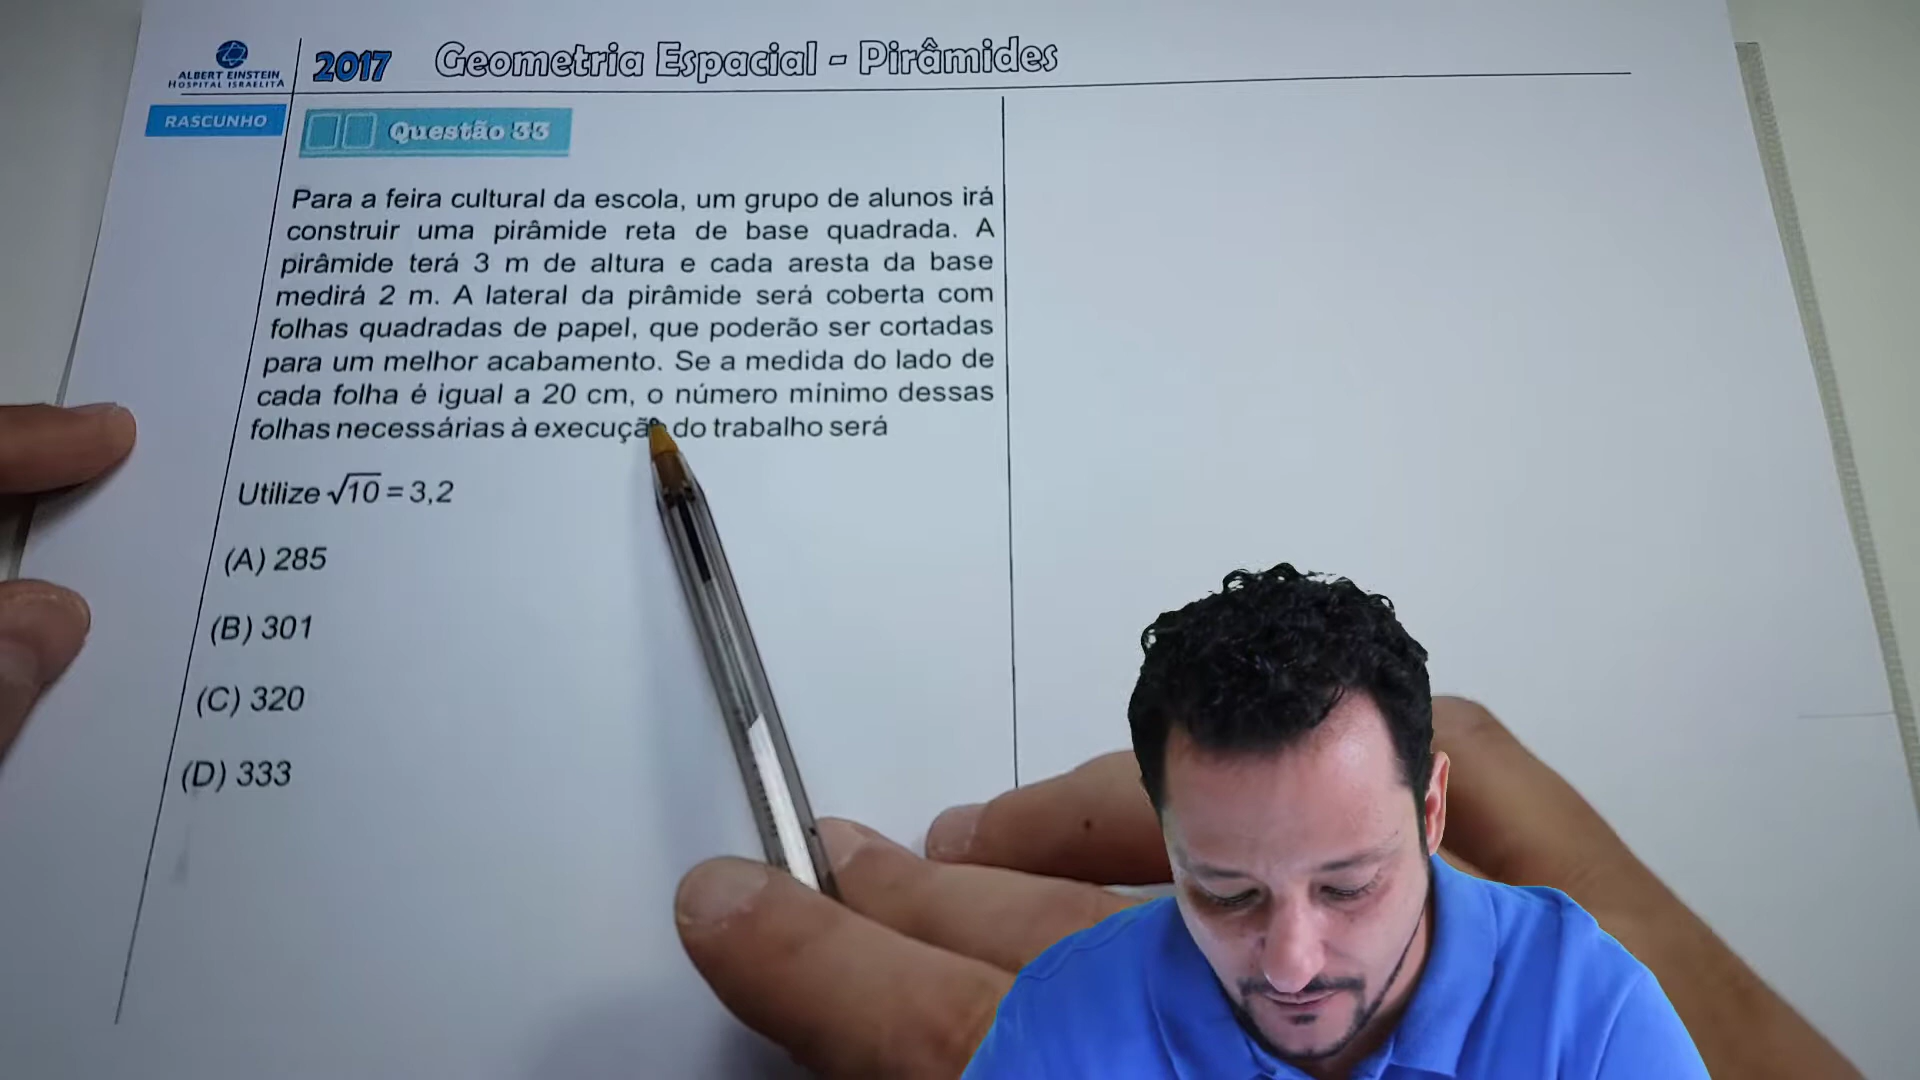 ALBERT EINSTEIN
HOSPITAL ISRAELITA
2017 Geometria Espacial - Pirâmides
RASCUNHO
Questão 33
Para a feira cultural da escola, um grupo de alunos irá
construir uma pirâmide reta de base quadrada. A
pirâmide terá 3 m de altura e cada aresta da base
medirá 2 m. A lateral da pirâmide será coberta com
folhas quadradas de papel, que poderão ser cortadas
para um melhor acabamento. Se a medida do lado de
cada folha é igual a 20 cm, o número mínimo dessas
folhas necessárias à execução do trabalho será
Utilize √10 = 3,2
(A) 285
(B) 301
(C) 320
(D) 333